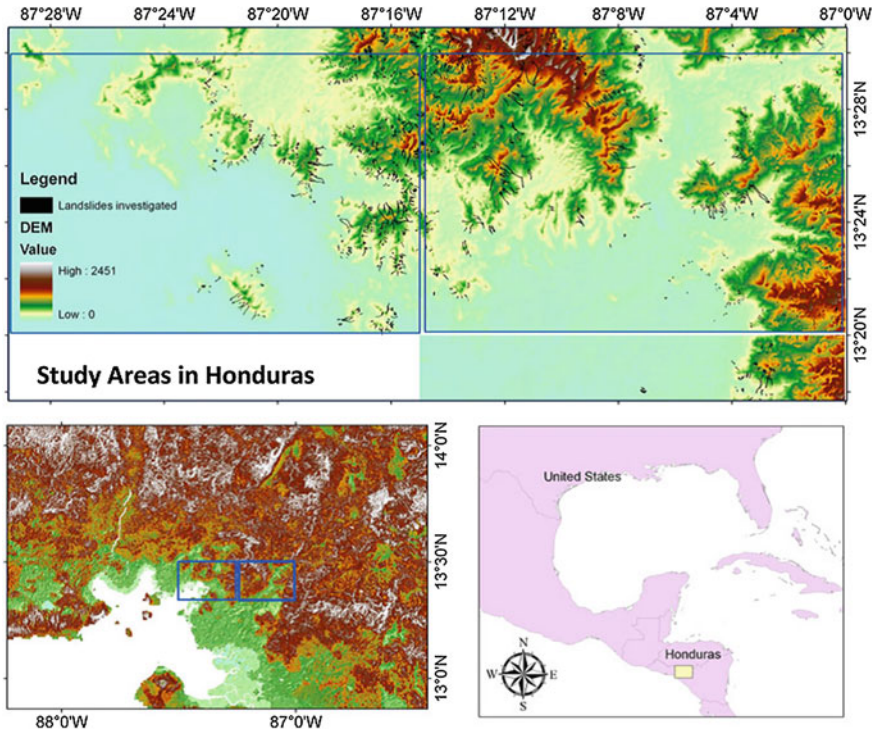 87°28'W 87°24'W 87°20'W 87°16'W 87°12'W 87°8'W 87°4'W 87°0'W
13°28'N
13°24'N
13°20'N
Legend
Landslides investigated
DEM
Value
High : 2451
Low : 0
Study Areas in Honduras
14°0'N
13°30'N
13°0'N
88°0'W 87°0'W
United States
Honduras
N
W E
S